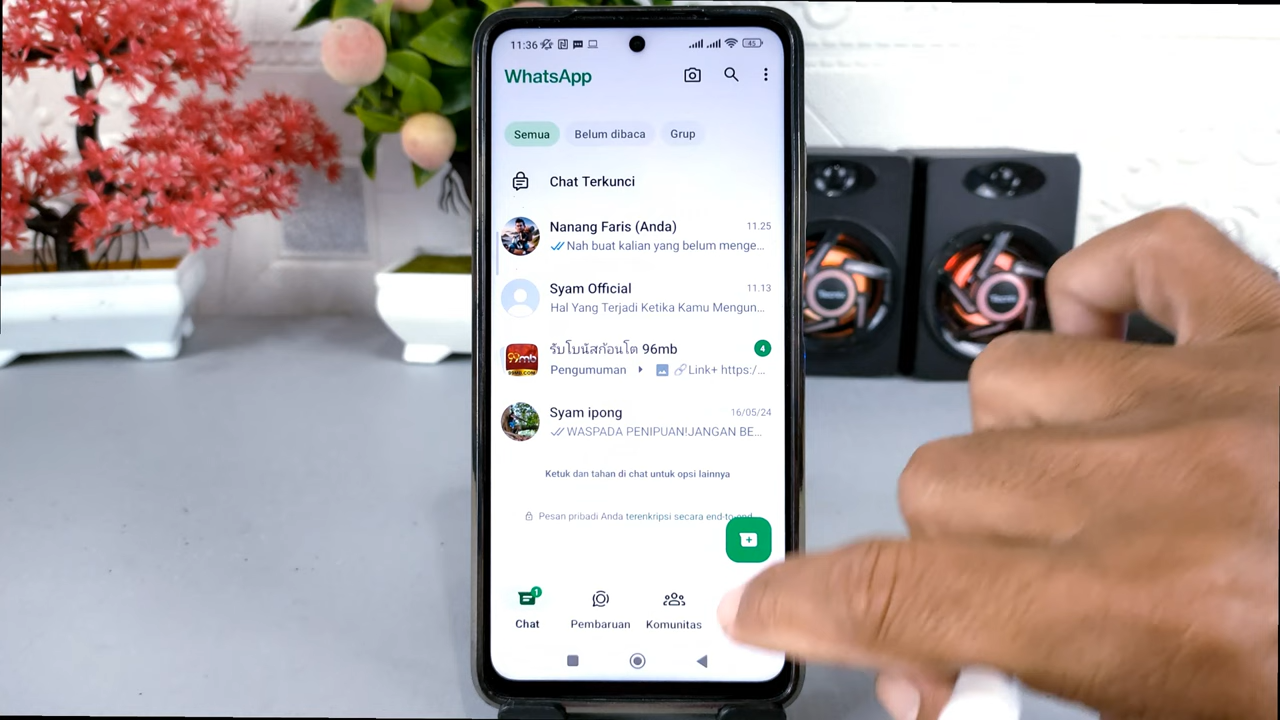 11:36
45
WhatsApp
Semua
Belum dibaca
Grup
Chat Terkunci
Nanang Faris (Anda)
11.25
Nah buat kalian yang belum menge...
Syam Official
11.13
Hal Yang Terjadi Ketika Kamu Mengun...
99mb
รับโบนัสก้อนโต 96mb
4
Pengumuman
Link+ https:/...
Syam ipong
16/05/24
WASPADA PENIPUAN!JANGAN BE...
Ketuk dan tahan di chat untuk opsi lainnya
Pesan pribadi Anda terenkripsi secara end-to-end
1
Chat
Pembaruan
Komunitas